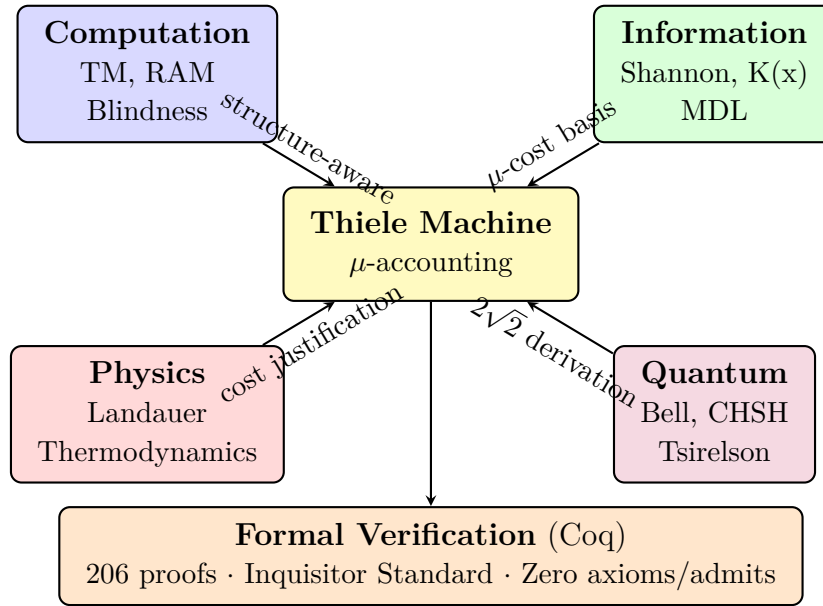 Computation
TM, RAM
Blindness
Information
Shannon, K(x)
MDL
structure-aware
μ-cost basis
Thiele Machine
μ-accounting
cost justification
2√2 derivation
Physics
Landauer
Thermodynamics
Quantum
Bell, CHSH
Tsirelson
Formal Verification (Coq)
206 proofs · Inquisitor Standard · Zero axioms/admits